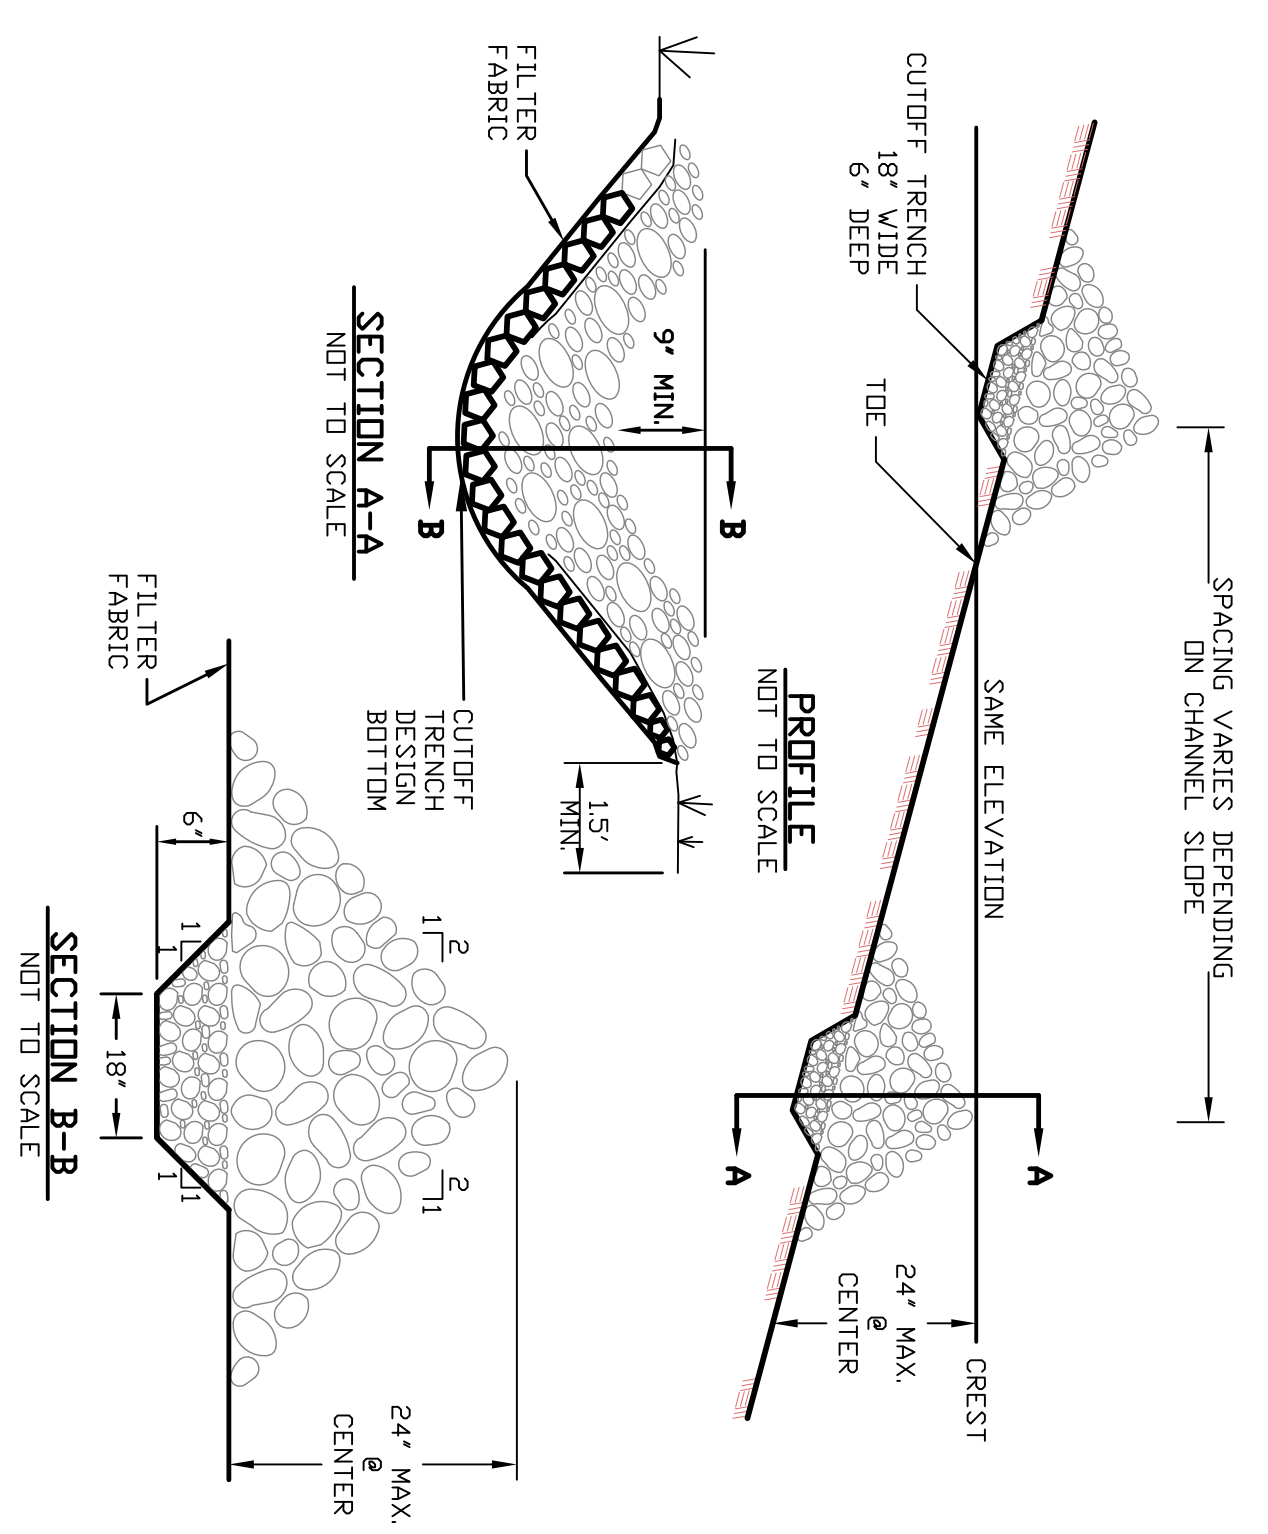 SPACING VARIES DEPENDING
ON CHANNEL SLOPE
CUTOFF TRENCH
18" WIDE
6" DEEP
TOE
SAME ELEVATION
CREST
24" MAX.
@
CENTER
A
A
PROFILE
NOT TO SCALE
FILTER
FABRIC
9" MIN.
B
B
1.5'
MIN.
CUTOFF
TRENCH
DESIGN
BOTTOM
SECTION A-A
NOT TO SCALE
24" MAX.
@
CENTER
2
1
2
1
FILTER
FABRIC
6"
1
1
1
1
18"
SECTION B-B
NOT TO SCALE